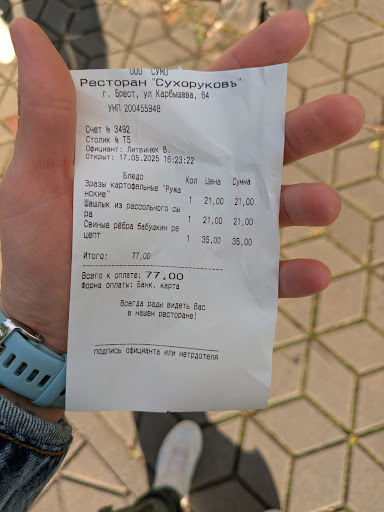 ООО "СУМО"
Ресторан "Сухоруковъ"
г. Брест, ул Карбышева, 84
УНП 200455948
Счет № 3492
Столик № Т5
Официант: Литвинюк В.
Открыт: 17.05.2025 16:23:22
Блюдо Кол Цена Сумма
Зразы картофельные "Ружа
нские" 1 21,00 21,00
Шашлык из рассольного сы
ра 1 21,00 21,00
Свиные рёбра бабушкин ре
цепт 1 35,00 35,00
Итого: 77,00
Всего к оплате: 77,00
Форма оплаты: Банк. карта
Всегда рады видеть Вас
в нашем ресторане!
подпись официанта или метрдотеля